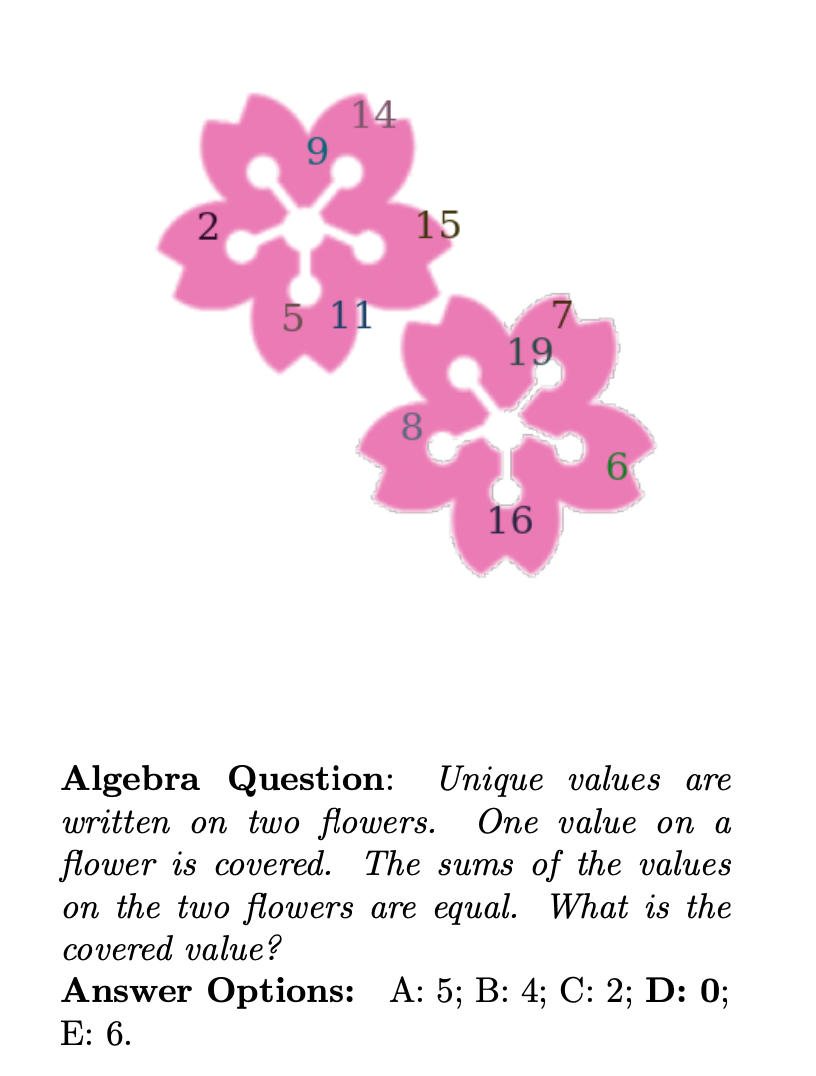 14
9
2
15
5 11
7
19
8
6
16
Algebra Question: Unique values are
written on two flowers. One value on a
flower is covered. The sums of the values
on the two flowers are equal. What is the
covered value?
Answer Options: A: 5; B: 4; C: 2; D: 0;
E: 6.